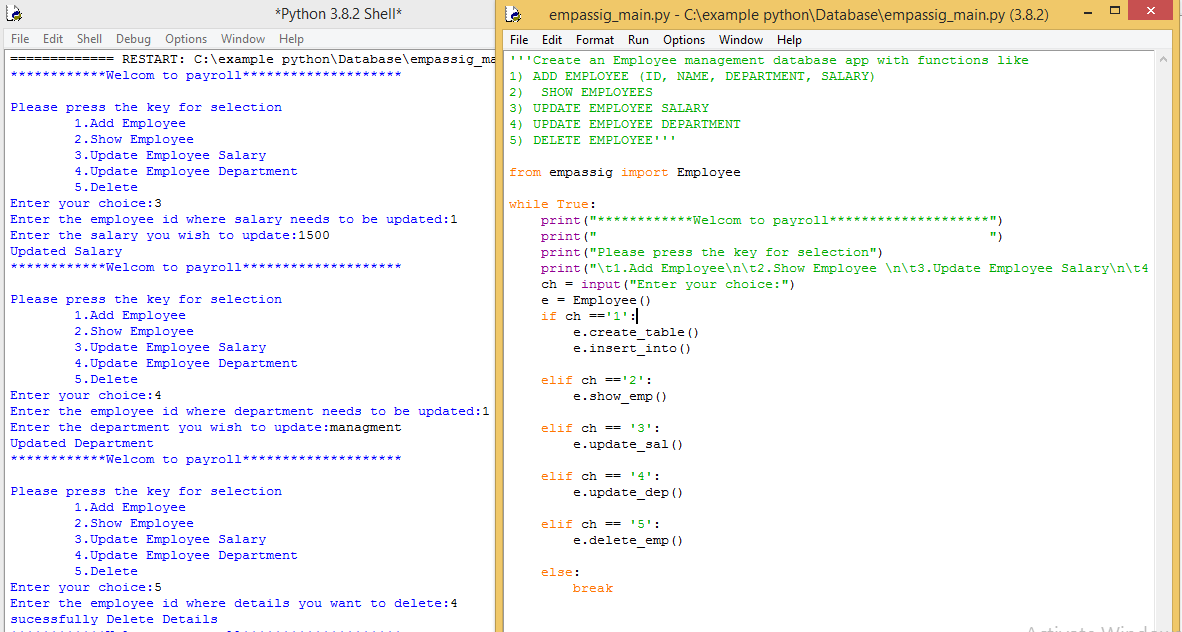 *Python 3.8.2 Shell*
File Edit Shell Debug Options Window Help
============= RESTART: C:\example python\Database\empassig_ma
************Welcom to payroll********************

Please press the key for selection
        1.Add Employee
        2.Show Employee
        3.Update Employee Salary
        4.Update Employee Department
        5.Delete
Enter your choice:3
Enter the employee id where salary needs to be updated:1
Enter the salary you wish to update:1500
Updated Salary
************Welcom to payroll********************

Please press the key for selection
        1.Add Employee
        2.Show Employee
        3.Update Employee Salary
        4.Update Employee Department
        5.Delete
Enter your choice:4
Enter the employee id where department needs to be updated:1
Enter the department you wish to update:managment
Updated Department
************Welcom to payroll********************

Please press the key for selection
        1.Add Employee
        2.Show Employee
        3.Update Employee Salary
        4.Update Employee Department
        5.Delete
Enter your choice:5
Enter the employee id where details you want to delete:4
sucessfully Delete Details
empassig_main.py - C:\example python\Database\empassig_main.py (3.8.2)
File Edit Format Run Options Window Help
'''Create an Employee management database app with functions like
1) ADD EMPLOYEE (ID, NAME, DEPARTMENT, SALARY)
2)  SHOW EMPLOYEES
3) UPDATE EMPLOYEE SALARY
4) UPDATE EMPLOYEE DEPARTMENT
5) DELETE EMPLOYEE'''

from empassig import Employee

while True:
    print("************Welcom to payroll********************")
    print("                                                  ")
    print("Please press the key for selection")
    print("\t1.Add Employee\n\t2.Show Employee \n\t3.Update Employee Salary\n\t4
    ch = input("Enter your choice:")
    e = Employee()
    if ch =='1':
        e.create_table()
        e.insert_into()

    elif ch =='2':
        e.show_emp()

    elif ch == '3':
        e.update_sal()

    elif ch == '4':
        e.update_dep()

    elif ch == '5':
        e.delete_emp()

    else:
        break